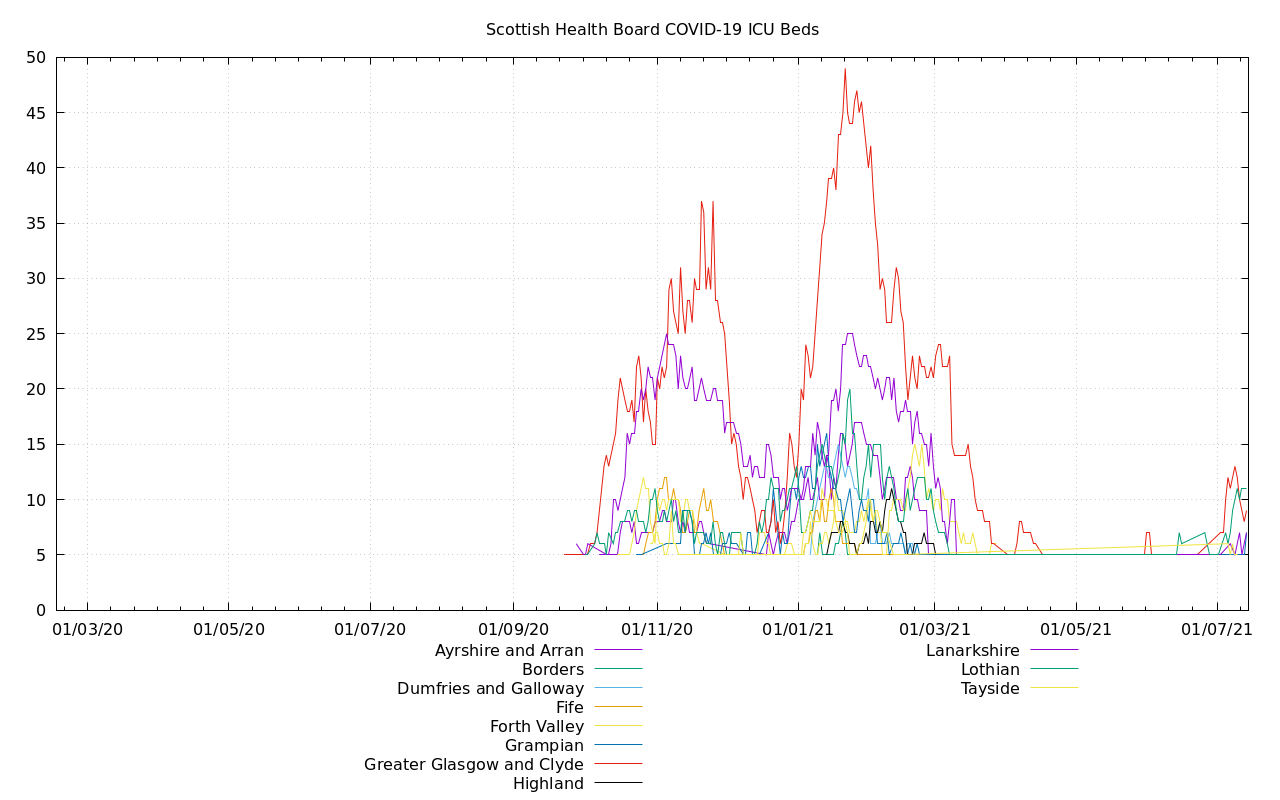 Scottish Health Board COVID-19 ICU Beds
50
45
40
35
30
25
20
15
10
5
0
01/03/20 01/05/20 01/07/20 01/09/20 01/11/20 01/01/21 01/03/21 01/05/21 01/07/21
Ayrshire and Arran Lanarkshire
Borders Lothian
Dumfries and Galloway Tayside
Fife
Forth Valley
Grampian
Greater Glasgow and Clyde
Highland